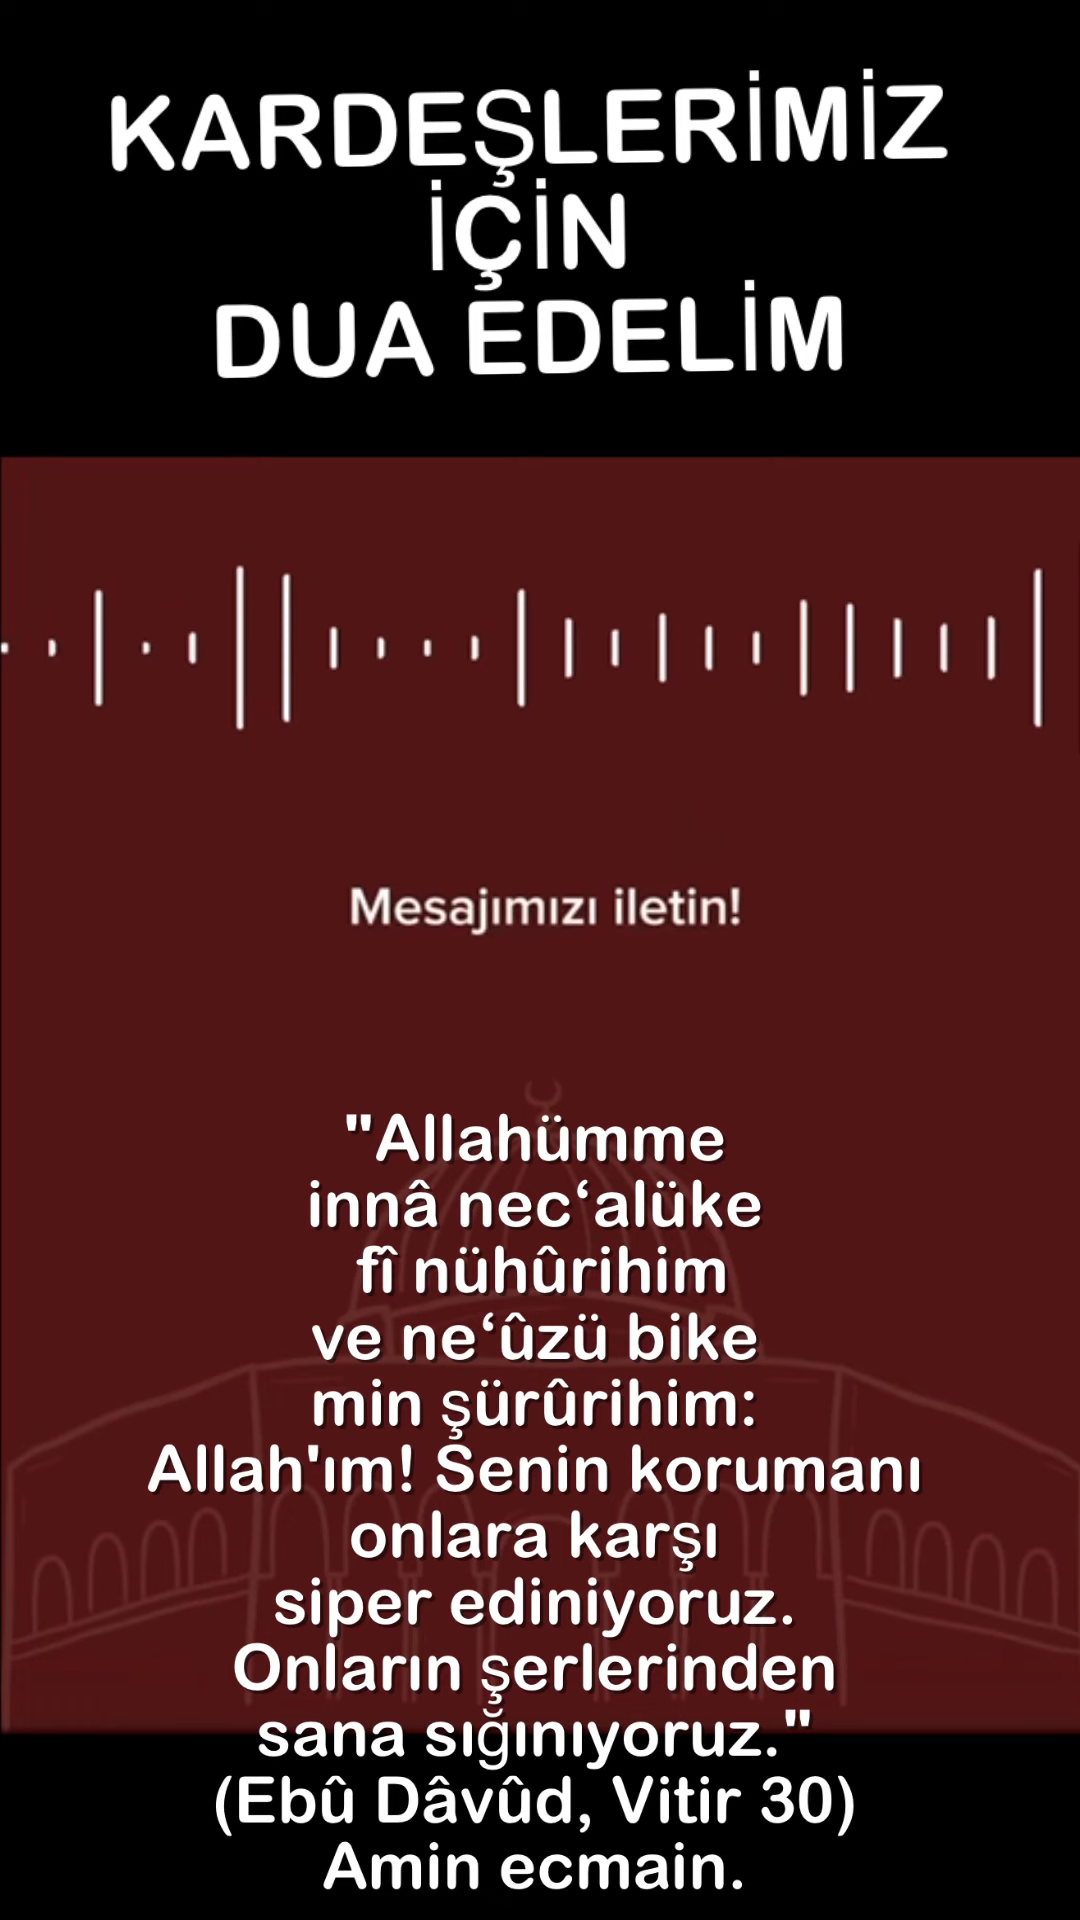 KARDEŞLERİMİZ
İÇİN
DUA EDELİM
Mesajımızı iletin!
"Allahümme
innâ nec‘alüke
fî nühûrihim
ve ne‘ûzü bike
min şürûrihim:
Allah'ım! Senin korumanı
onlara karşı
siper ediniyoruz.
Onların şerlerinden
sana sığınıyoruz."
(Ebû Dâvûd, Vitir 30)
Amin ecmain.